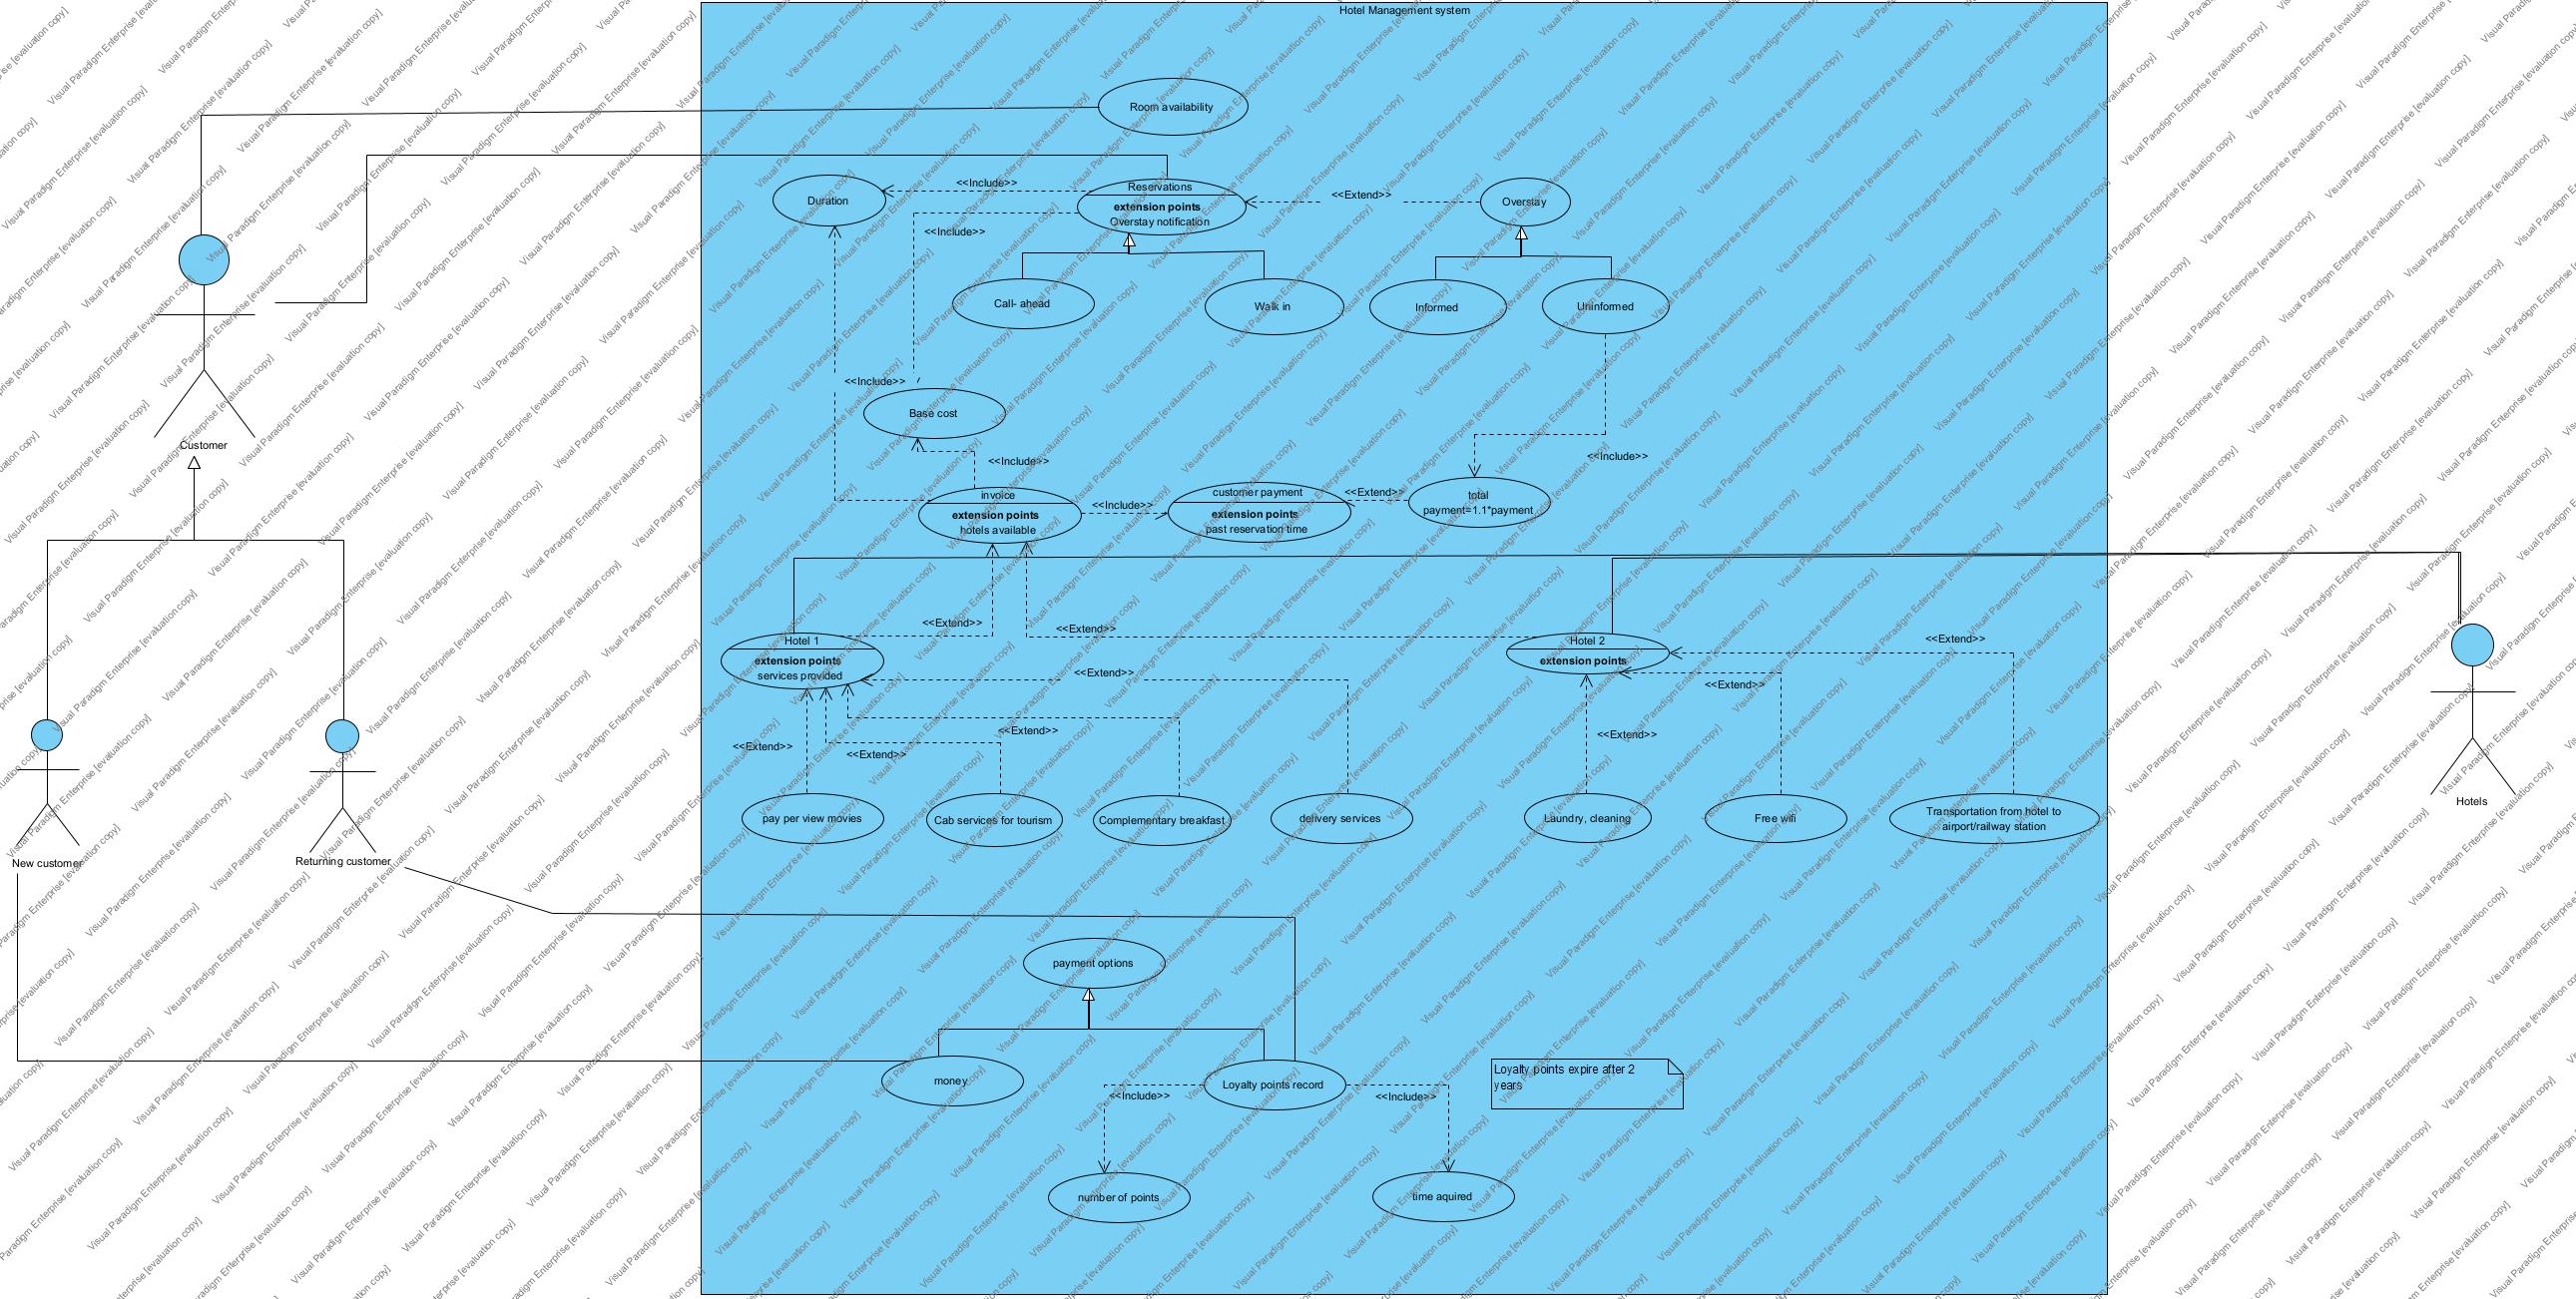 Hotel Management system
Room availability
Duration
<<Include>>
Reservations
extension points
Overstay notification
<<Extend>>
Overstay
<<Include>>
Call- ahead
Walk in
Informed
Uninformed
<<Include>>
Base cost
Customer
<<Include>>
<<Include>>
invoice
extension points
hotels available
<<Include>>
customer payment
extension points
past reservation time
<<Extend>>
total
payment=1.1*payment
<<Extend>>
<<Extend>>
Hotel 1
extension points
services provided
Hotel 2
extension points
<<Extend>>
<<Extend>>
<<Extend>>
<<Extend>>
<<Extend>>
<<Extend>>
<<Extend>>
pay per view movies
Cab services for tourism
Complementary breakfast
delivery services
Laundry, cleaning
Free wifi
Transportation from hotel to
airport/railway station
Hotels
New customer
Returning customer
payment options
money
Loyalty points record
Loyalty points expire after 2
years
<<Include>>
<<Include>>
number of points
time aquired
Visual Paradigm Enterprise [evaluation copy]